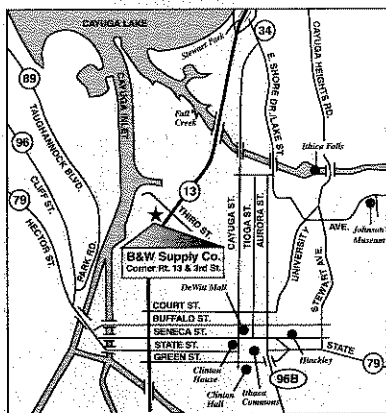 CAYUGA LAKE
Stewart Park
34
E. SHORE DR./LAKE ST.
CAYUGA HEIGHTS RD.
89
TAUGHANNOCK BLVD.
CAYUGA INLET
Fall
Creek
96
CLIFF ST.
Ithica Falls
79
HECTOR ST.
13
THIRD ST.
PARK RD.
CAYUGA ST.
TIOGA ST.
AURORA ST.
UNIVERSITY
AVE.
STEWART AVE.
Johnson
Museum
B&W Supply Co.
Corner Rt. 13 & 3rd St.
DeWitt Mall
COURT ST.
BUFFALO ST.
SENECA ST.
STATE ST.
STATE
GREEN ST.
Hinckley
79
Clinton
House
96B
Clinton
Hall
Ithaca
Commons